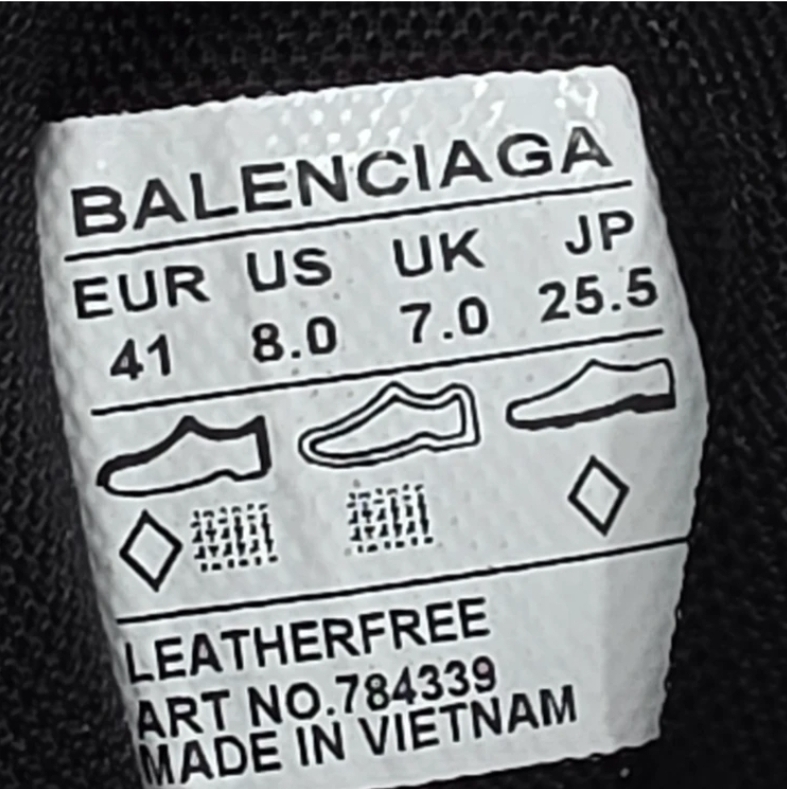 BALENCIAGA
EUR US UK JP
41 8.0 7.0 25.5
LEATHERFREE
ART NO.784339
MADE IN VIETNAM